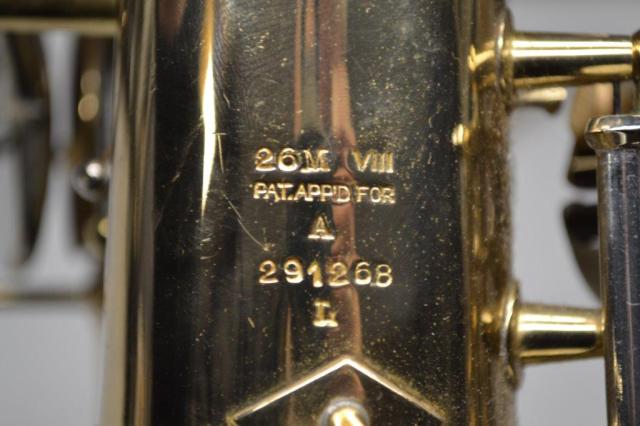 26M VIII
PAT.APP'D FOR
A
291268
L